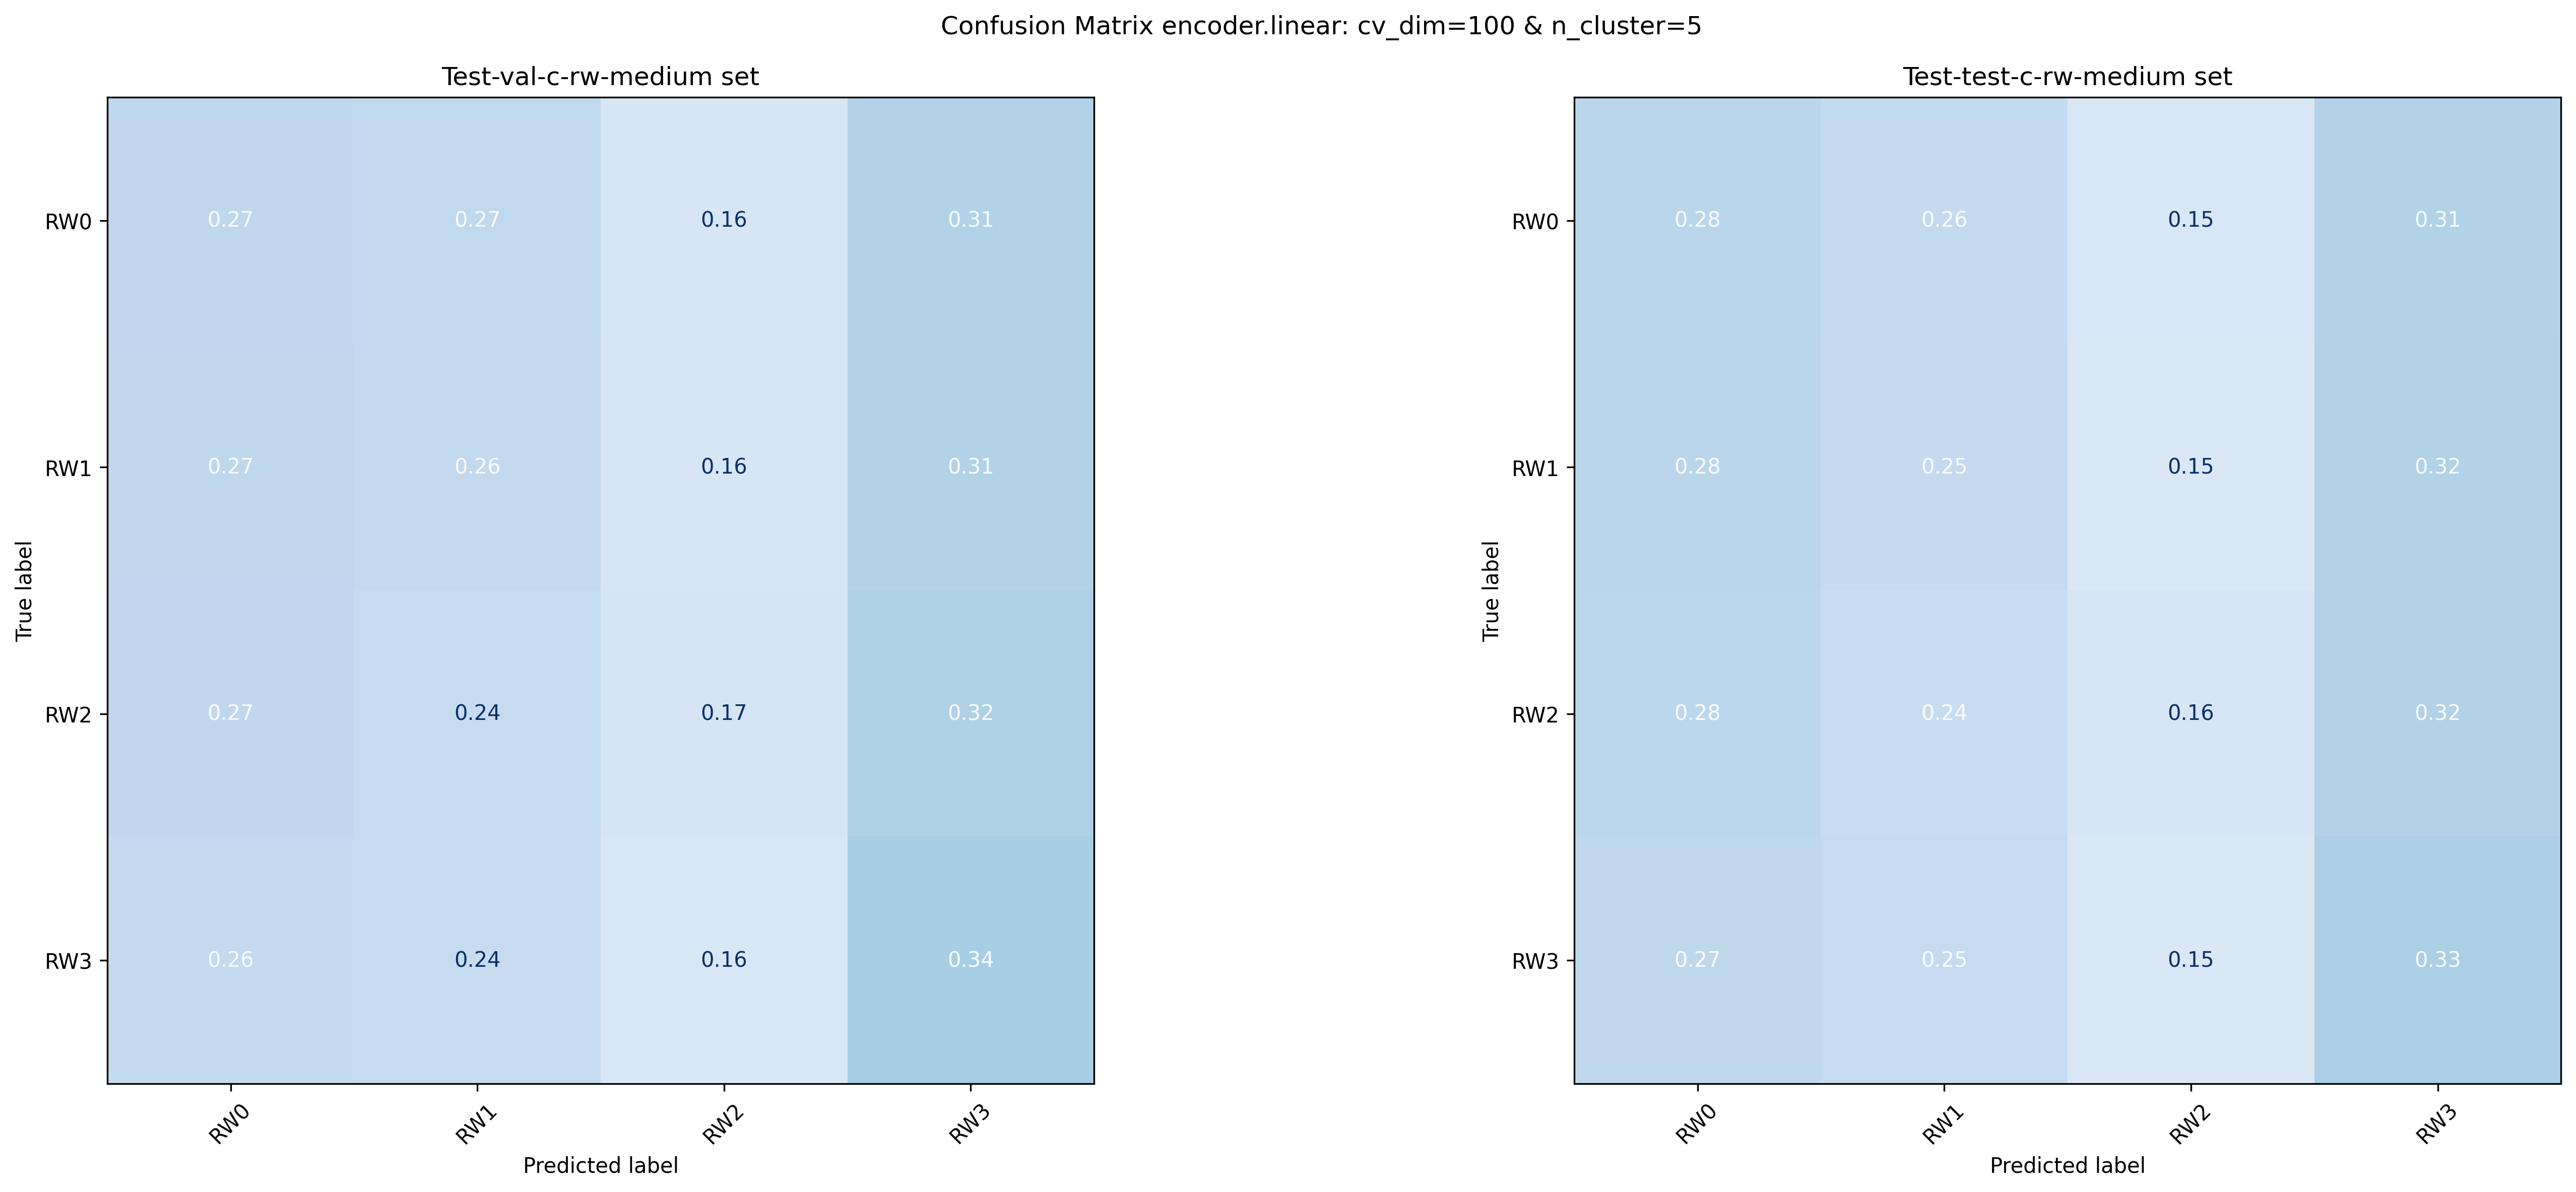 Confusion Matrix encoder.linear: cv_dim=100 & n_cluster=5
Test-val-c-rw-medium set
True label
RW0 0.27 0.27 0.16 0.31
RW1 0.27 0.26 0.16 0.31
RW2 0.27 0.24 0.17 0.32
RW3 0.26 0.24 0.16 0.34
RW0 RW1 RW2 RW3
Predicted label
Test-test-c-rw-medium set
True label
RW0 0.28 0.26 0.15 0.31
RW1 0.28 0.25 0.15 0.32
RW2 0.28 0.24 0.16 0.32
RW3 0.27 0.25 0.15 0.33
RW0 RW1 RW2 RW3
Predicted label